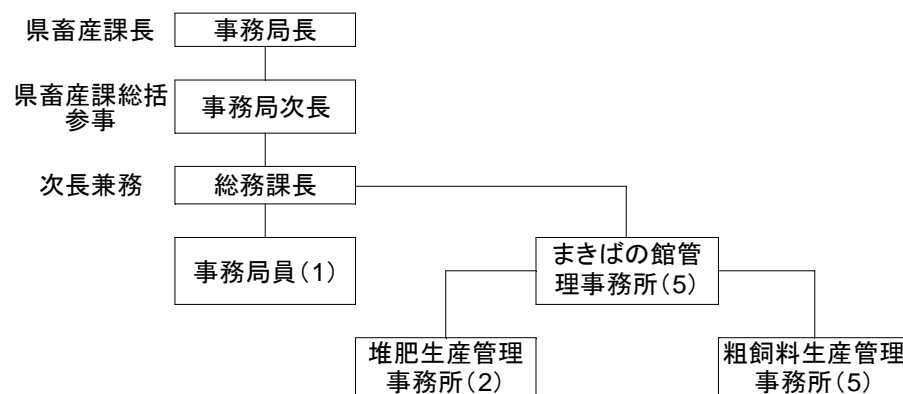 県畜産課長
事務局長
県畜産課総括
参事
事務局次長
次長兼務
総務課長
事務局員(1)
まきばの館管
理事務所(5)
堆肥生産管理
事務所(2)
粗飼料生産管理
事務所(5)